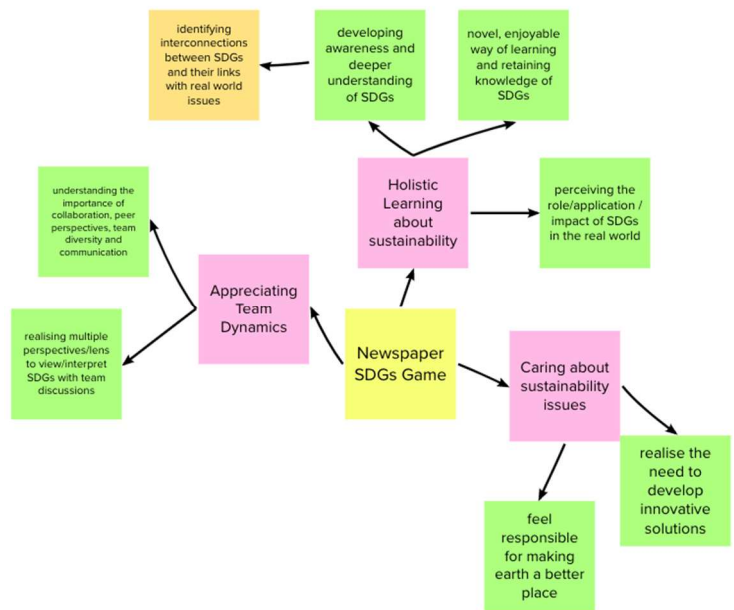 identifying
interconnections
between SDGs
and their links
with real world
issues
developing
awareness and
deeper
understanding
of SDGs
novel, enjoyable
way of learning
and retaining
knowledge of
SDGs
understanding the
importance of
collaboration, peer
perspectives, team
diversity and
communication
Holistic
Learning
about
sustainability
perceiving the
role/application /
impact of SDGs
in the real world
Appreciating
Team
Dynamics
realising multiple
perspectives/lens
to view/interpret
SDGs with team
discussions
Newspaper
SDGs Game
Caring about
sustainability
issues
realise the
need to
develop
innovative
solutions
feel
responsible
for making
earth a better
place